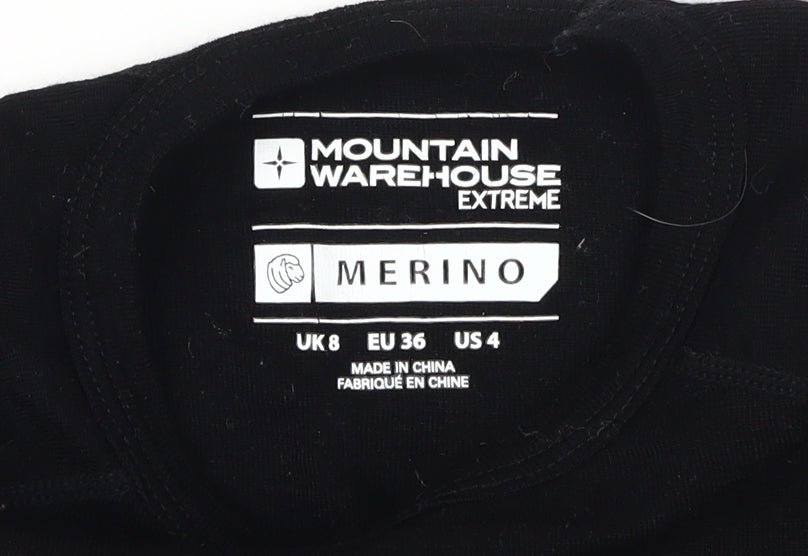 MOUNTAIN
WAREHOUSE
EXTREME
MERINO
UK 8 EU 36 US 4
MADE IN CHINA
FABRIQUÉ EN CHINE